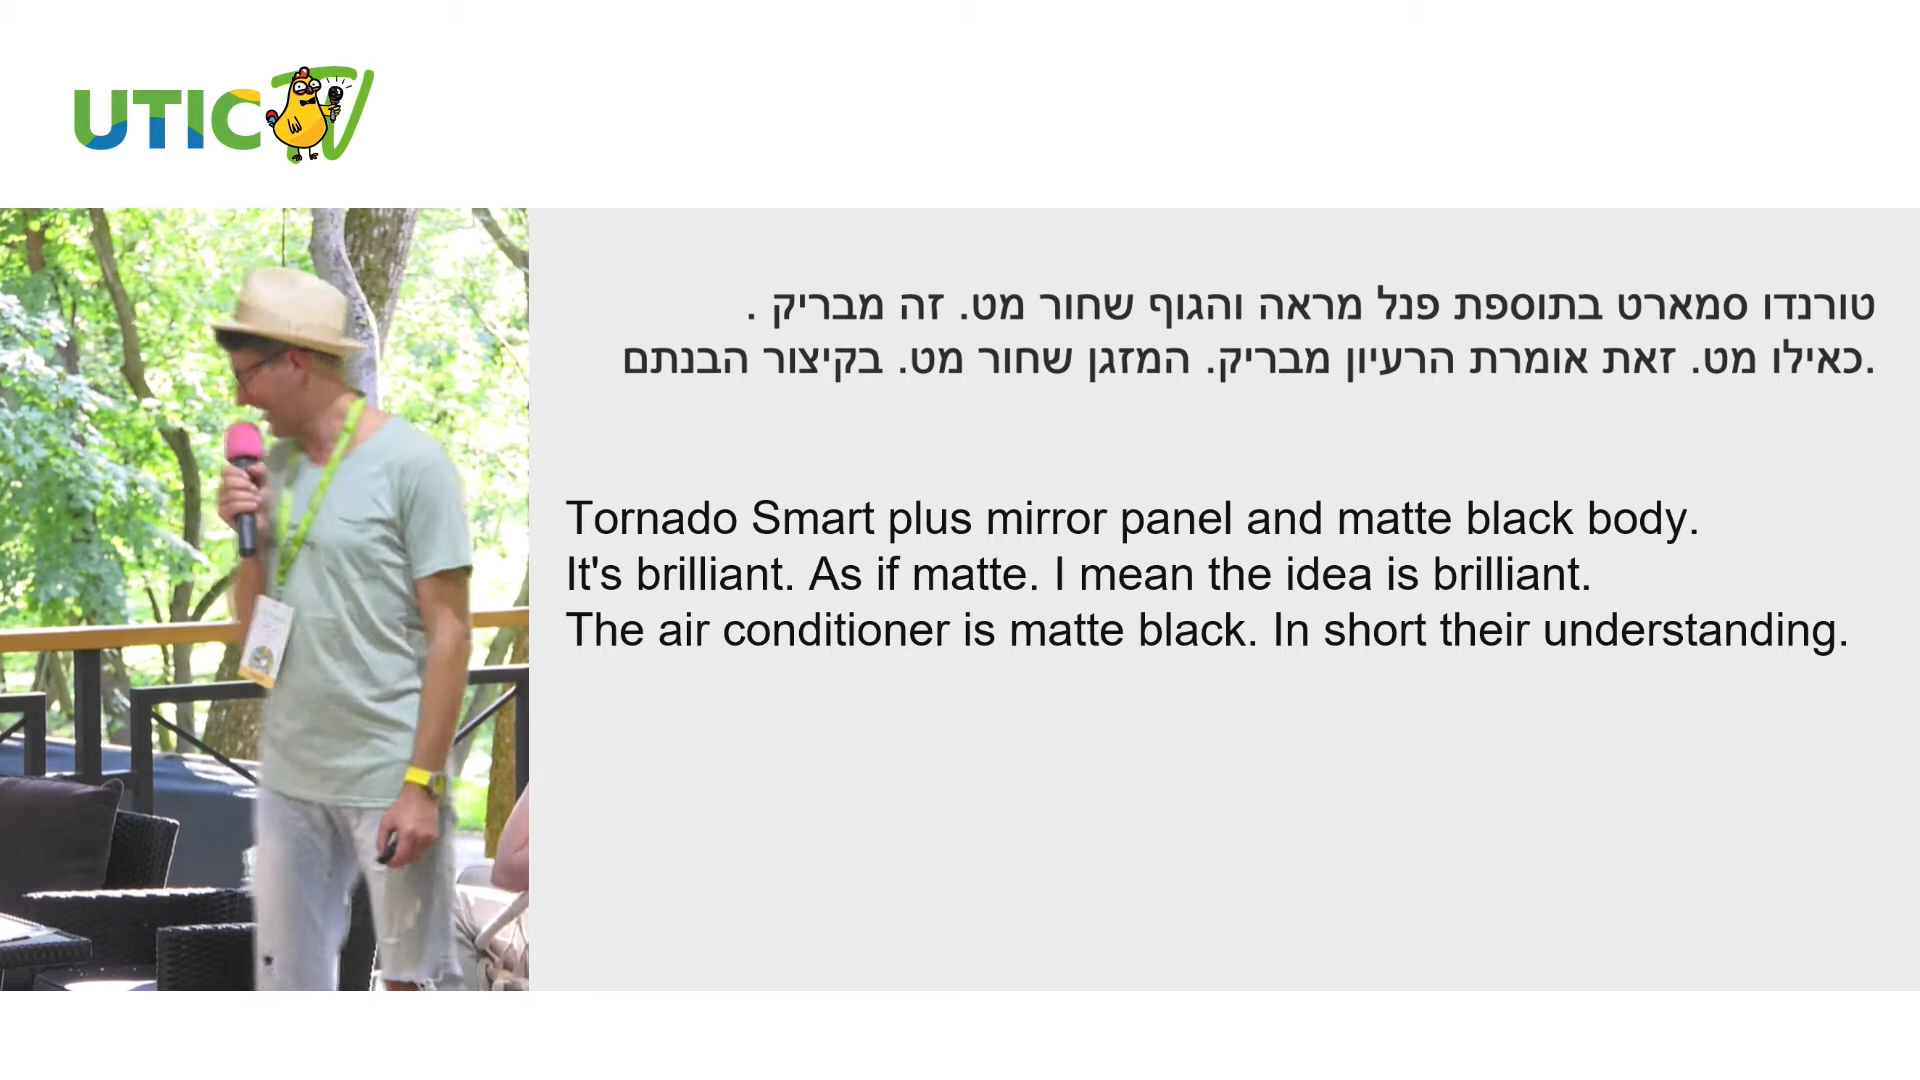 UTIC TV
טורנדו סמארט בתוספת פנל מראה והגוף שחור מט. זה מבריק .
.כאילו מט. זאת אומרת הרעיון מבריק. המזגן שחור מט. בקיצור הבנתם
Tornado Smart plus mirror panel and matte black body.
It's brilliant. As if matte. I mean the idea is brilliant.
The air conditioner is matte black. In short their understanding.